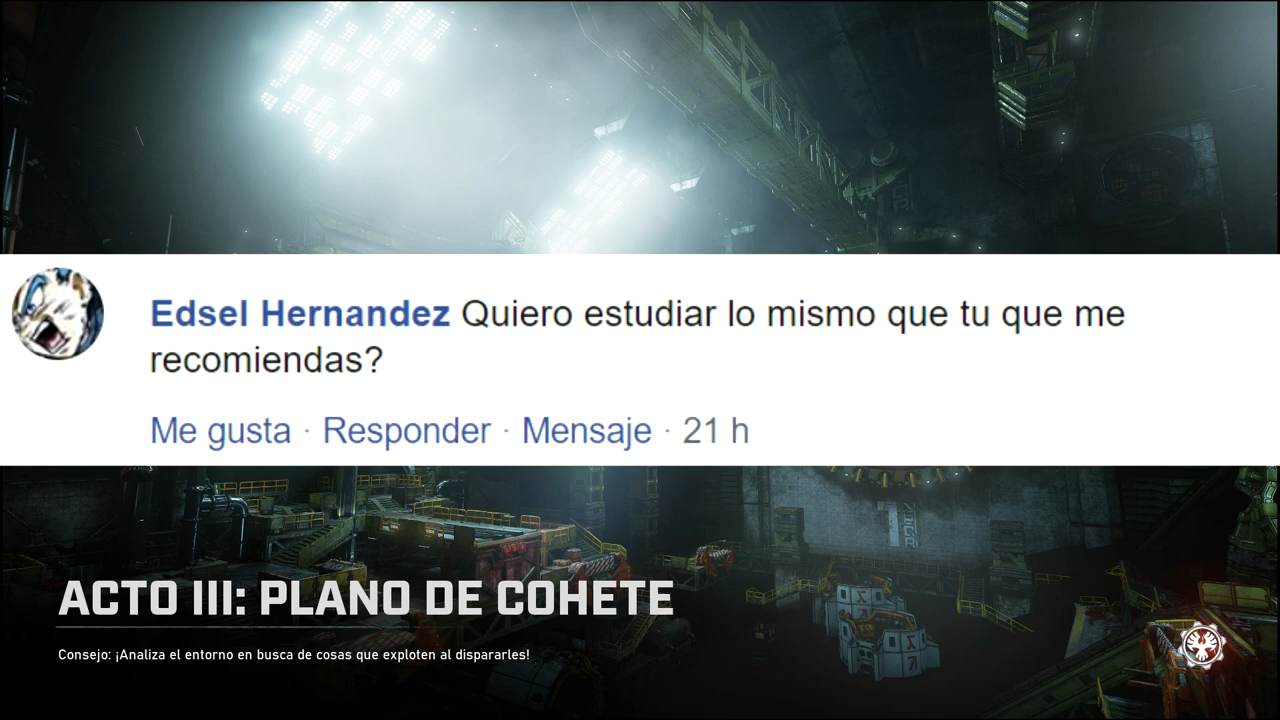 Edsel Hernandez Quiero estudiar lo mismo que tu que me
recomiendas?
Me gusta · Responder · Mensaje · 21 h
ACTO III: PLANO DE COHETE
Consejo: ¡Analiza el entorno en busca de cosas que exploten al dispararles!